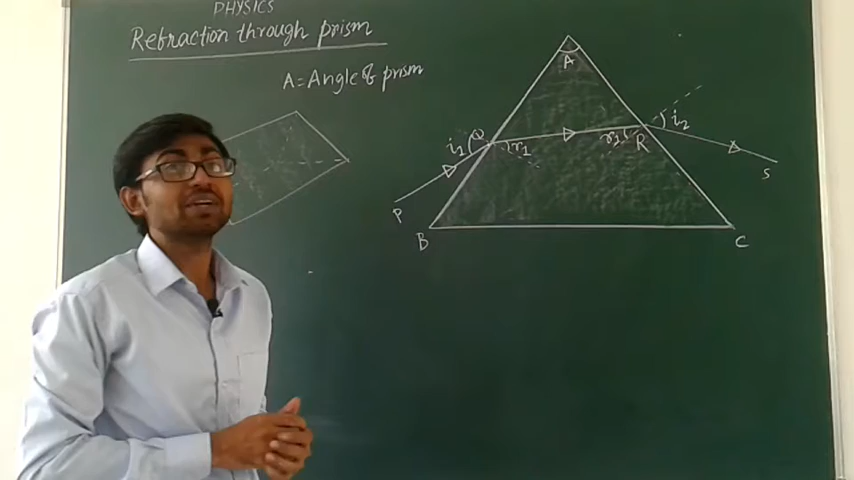 PHYSICS
Refraction through prism
A = Angle of prism
A
Q
i₁
r₁
r₂
R
i₂
P
S
B
C